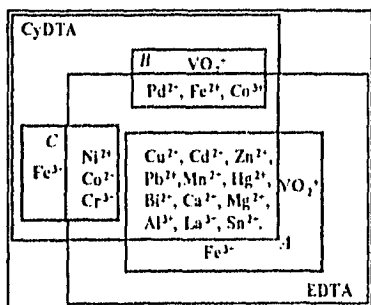 CyDTA
B
VO₂⁺
Pd²⁺, Fe²⁺, Co³⁺
C
Fe³⁺
Ni²⁺
Co²⁺
Cr³⁺
Cu²⁺, Cd²⁺, Zn²⁺,
Pb²⁺, Mn²⁺, Hg²⁺,
Bi²⁺, Ca²⁺, Mg²⁺,
Al³⁺, La³⁺, Sn²⁺.
VO₂⁺
Fe³⁺
A
EDTA